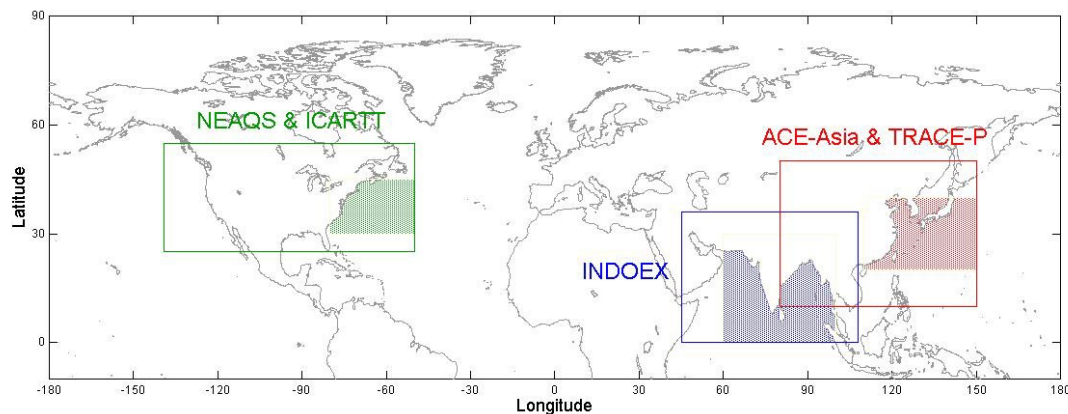 90
60
30
0
Latitude
NEAQS & ICARTT
ACE-Asia & TRACE-P
INDOEX
-180 -150 -120 -90 -60 -30 0 30 60 90 120 150 180
Longitude